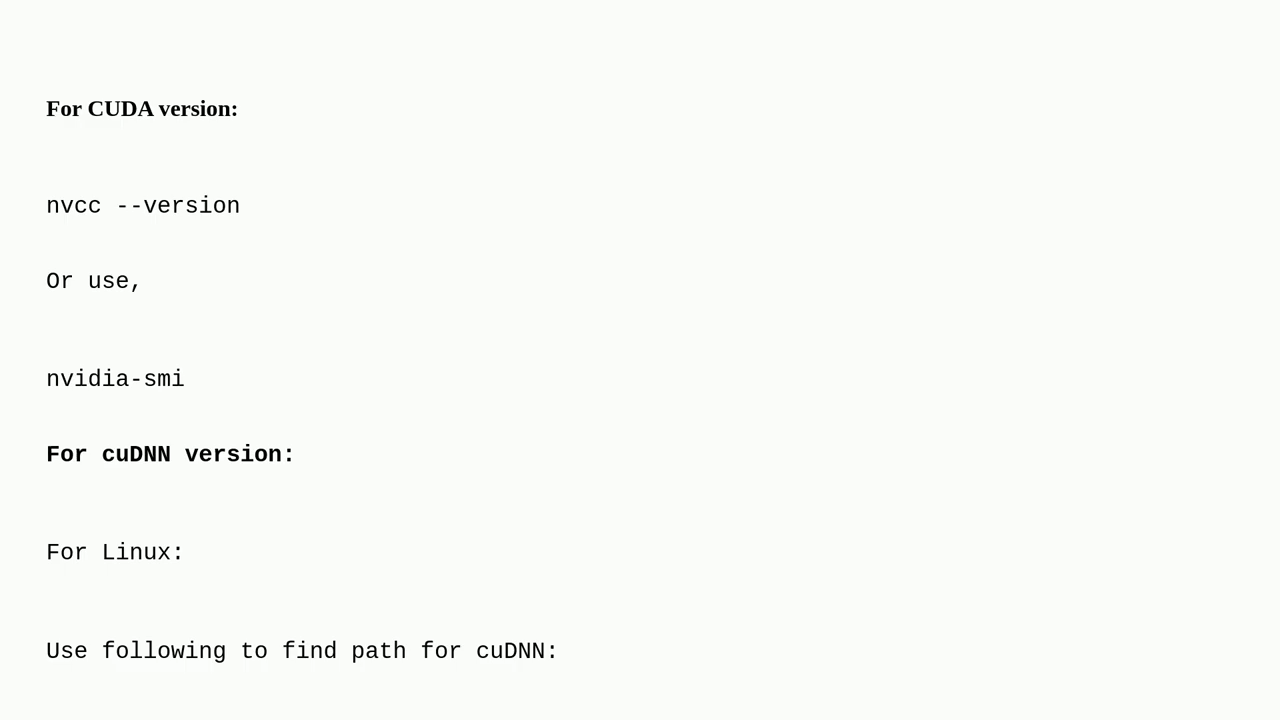 For CUDA version:
nvcc --version
Or use,
nvidia-smi
For cuDNN version:
For Linux:
Use following to find path for cuDNN: